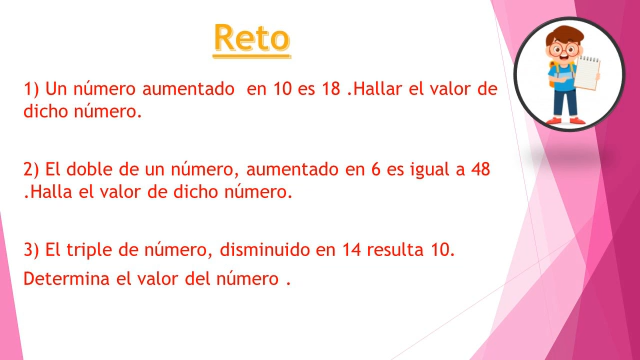 Reto
1) Un número aumentado  en 10 es 18 .Hallar el valor de
dicho número.
2) El doble de un número, aumentado en 6 es igual a 48
.Halla el valor de dicho número.
3) El triple de número, disminuido en 14 resulta 10.
Determina el valor del número .